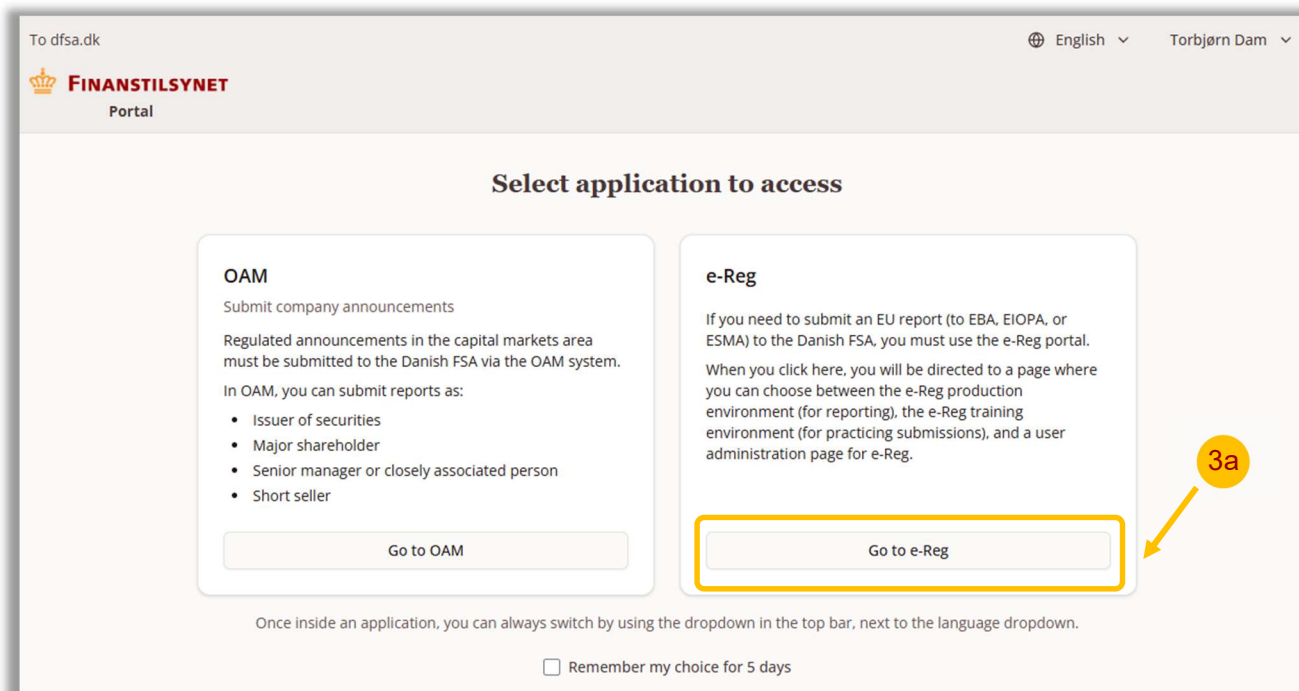 To dfsa.dk
English
Torbjørn Dam
FINANSTILSYNET
Portal
Select application to access
OAM
Submit company announcements
Regulated announcements in the capital markets area
must be submitted to the Danish FSA via the OAM system.
In OAM, you can submit reports as:
• Issuer of securities
• Major shareholder
• Senior manager or closely associated person
• Short seller
Go to OAM
e-Reg
If you need to submit an EU report (to EBA, EIOPA, or
ESMA) to the Danish FSA, you must use the e-Reg portal.
When you click here, you will be directed to a page where
you can choose between the e-Reg production
environment (for reporting), the e-Reg training
environment (for practicing submissions), and a user
administration page for e-Reg.
Go to e-Reg
3a
Once inside an application, you can always switch by using the dropdown in the top bar, next to the language dropdown.
Remember my choice for 5 days